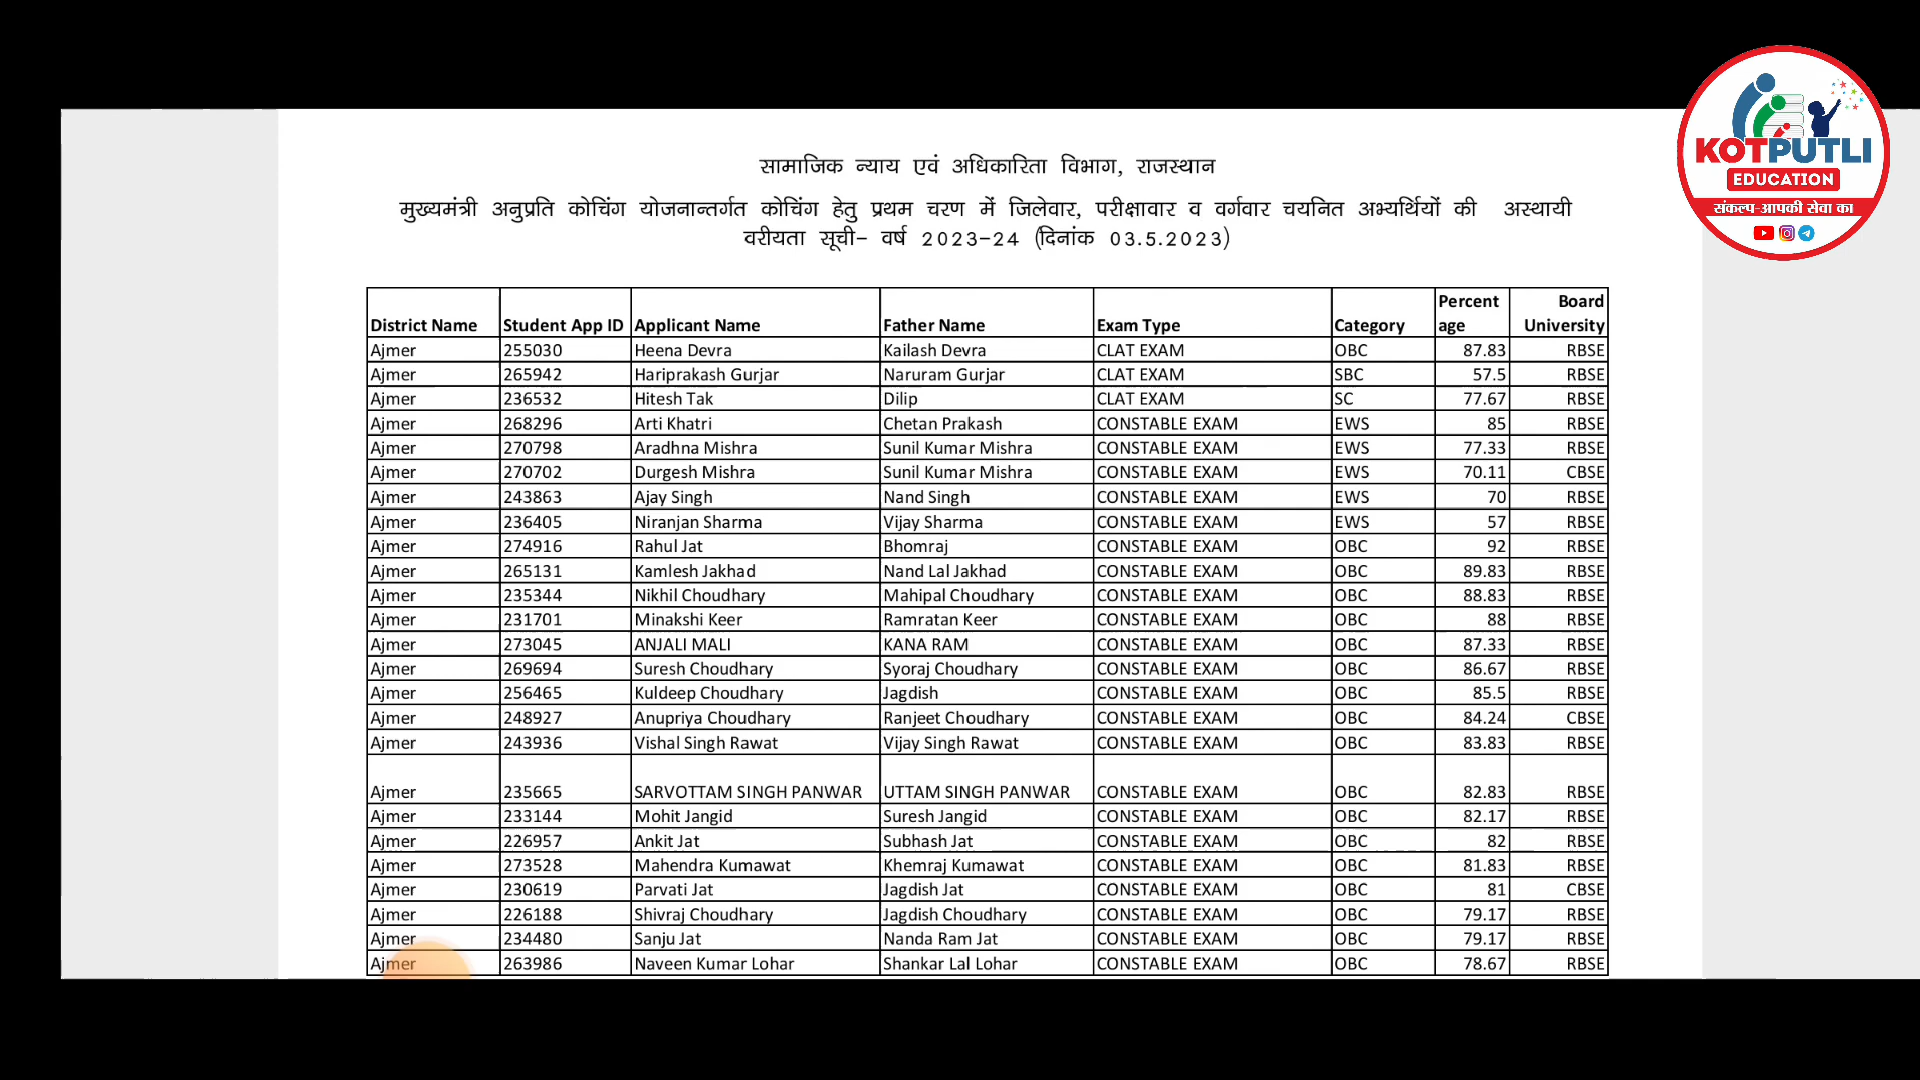 सामाजिक न्याय एवं अधिकारिता विभाग, राजस्थान
मुख्यमंत्री अनुप्रति कोचिंग योजनान्तर्गत कोचिंग हेतु प्रथम चरण में जिलेवार, परीक्षावार व वर्गवार चयनित अभ्यर्थियों की अस्थायी
वरीयता सूची- वर्ष 2023-24 (दिनांक 03.5.2023)
KOTPUTLI
EDUCATION
संकल्प-आपकी सेवा का
District Name Student App ID Applicant Name Father Name Exam Type Category Percent age Board University
Ajmer 255030 Heena Devra Kailash Devra CLAT EXAM OBC 87.83 RBSE
Ajmer 265942 Hariprakash Gurjar Naruram Gurjar CLAT EXAM SBC 57.5 RBSE
Ajmer 236532 Hitesh Tak Dilip CLAT EXAM SC 77.67 RBSE
Ajmer 268296 Arti Khatri Chetan Prakash CONSTABLE EXAM EWS 85 RBSE
Ajmer 270798 Aradhna Mishra Sunil Kumar Mishra CONSTABLE EXAM EWS 77.33 RBSE
Ajmer 270702 Durgesh Mishra Sunil Kumar Mishra CONSTABLE EXAM EWS 70.11 CBSE
Ajmer 243863 Ajay Singh Nand Singh CONSTABLE EXAM EWS 70 RBSE
Ajmer 236405 Niranjan Sharma Vijay Sharma CONSTABLE EXAM EWS 57 RBSE
Ajmer 274916 Rahul Jat Bhomraj CONSTABLE EXAM OBC 92 RBSE
Ajmer 265131 Kamlesh Jakhad Nand Lal Jakhad CONSTABLE EXAM OBC 89.83 RBSE
Ajmer 235344 Nikhil Choudhary Mahipal Choudhary CONSTABLE EXAM OBC 88.83 RBSE
Ajmer 231701 Minakshi Keer Ramratan Keer CONSTABLE EXAM OBC 88 RBSE
Ajmer 273045 ANJALI MALI KANA RAM CONSTABLE EXAM OBC 87.33 RBSE
Ajmer 269694 Suresh Choudhary Syoraj Choudhary CONSTABLE EXAM OBC 86.67 RBSE
Ajmer 256465 Kuldeep Choudhary Jagdish CONSTABLE EXAM OBC 85.5 RBSE
Ajmer 248927 Anupriya Choudhary Ranjeet Choudhary CONSTABLE EXAM OBC 84.24 CBSE
Ajmer 243936 Vishal Singh Rawat Vijay Singh Rawat CONSTABLE EXAM OBC 83.83 RBSE
Ajmer 235665 SARVOTTAM SINGH PANWAR UTTAM SINGH PANWAR CONSTABLE EXAM OBC 82.83 RBSE
Ajmer 233144 Mohit Jangid Suresh Jangid CONSTABLE EXAM OBC 82.17 RBSE
Ajmer 226957 Ankit Jat Subhash Jat CONSTABLE EXAM OBC 82 RBSE
Ajmer 273528 Mahendra Kumawat Khemraj Kumawat CONSTABLE EXAM OBC 81.83 RBSE
Ajmer 230619 Parvati Jat Jagdish Jat CONSTABLE EXAM OBC 81 CBSE
Ajmer 226188 Shivraj Choudhary Jagdish Choudhary CONSTABLE EXAM OBC 79.17 RBSE
Ajmer 234480 Sanju Jat Nanda Ram Jat CONSTABLE EXAM OBC 79.17 RBSE
Ajmer 263986 Naveen Kumar Lohar Shankar Lal Lohar CONSTABLE EXAM OBC 78.67 RBSE